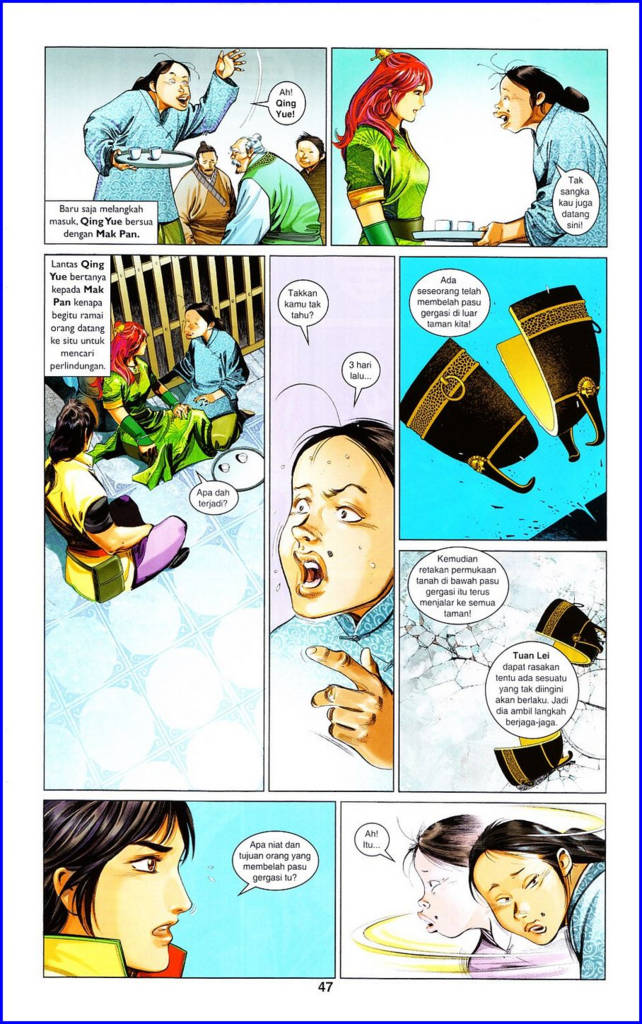 Ah!
Qing
Yue!
Baru saja melangkah
masuk, Qing Yue bersua
dengan Mak Pan.
Tak
sangka
kau juga
datang
sini!
Lantas Qing
Yue bertanya
kepada Mak
Pan kenapa
begitu ramai
orang datang
ke situ untuk
mencari
perlindungan.
Apa dah
terjadi?
Takkan
kamu tak
tahu?
3 hari
lalu...
Ada
seseorang telah
membelah pasu
gergasi di luar
taman kita!
Kemudian
retakan permukaan
tanah di bawah pasu
gergasi itu terus
menjalar ke semua
taman!
Tuan Lei
dapat rasakan
tentu ada sesuatu
yang tak diingini
akan berlaku. Jadi
dia ambil langkah
berjaga-jaga.
Apa niat dan
tujuan orang yang
membelah pasu
gergasi tu?
Ah!
Itu...
47